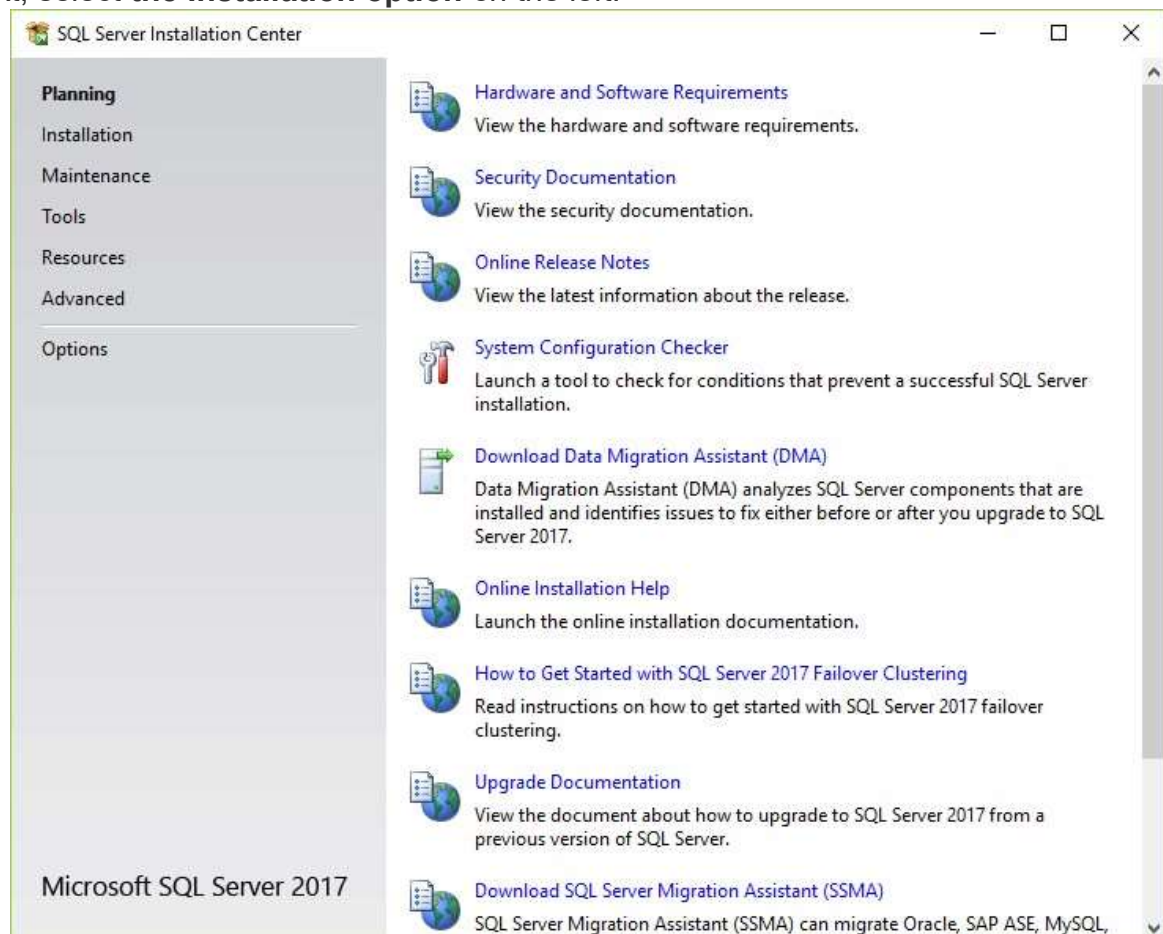 select the Installation option on the left.
SQL Server Installation Center
Planning
Installation
Maintenance
Tools
Resources
Advanced
Options
Microsoft SQL Server 2017
Hardware and Software Requirements
View the hardware and software requirements.
Security Documentation
View the security documentation.
Online Release Notes
View the latest information about the release.
System Configuration Checker
Launch a tool to check for conditions that prevent a successful SQL Server
installation.
Download Data Migration Assistant (DMA)
Data Migration Assistant (DMA) analyzes SQL Server components that are
installed and identifies issues to fix either before or after you upgrade to SQL
Server 2017.
Online Installation Help
Launch the online installation documentation.
How to Get Started with SQL Server 2017 Failover Clustering
Read instructions on how to get started with SQL Server 2017 failover
clustering.
Upgrade Documentation
View the document about how to upgrade to SQL Server 2017 from a
previous version of SQL Server.
Download SQL Server Migration Assistant (SSMA)
SQL Server Migration Assistant (SSMA) can migrate Oracle, SAP ASE, MySQL,